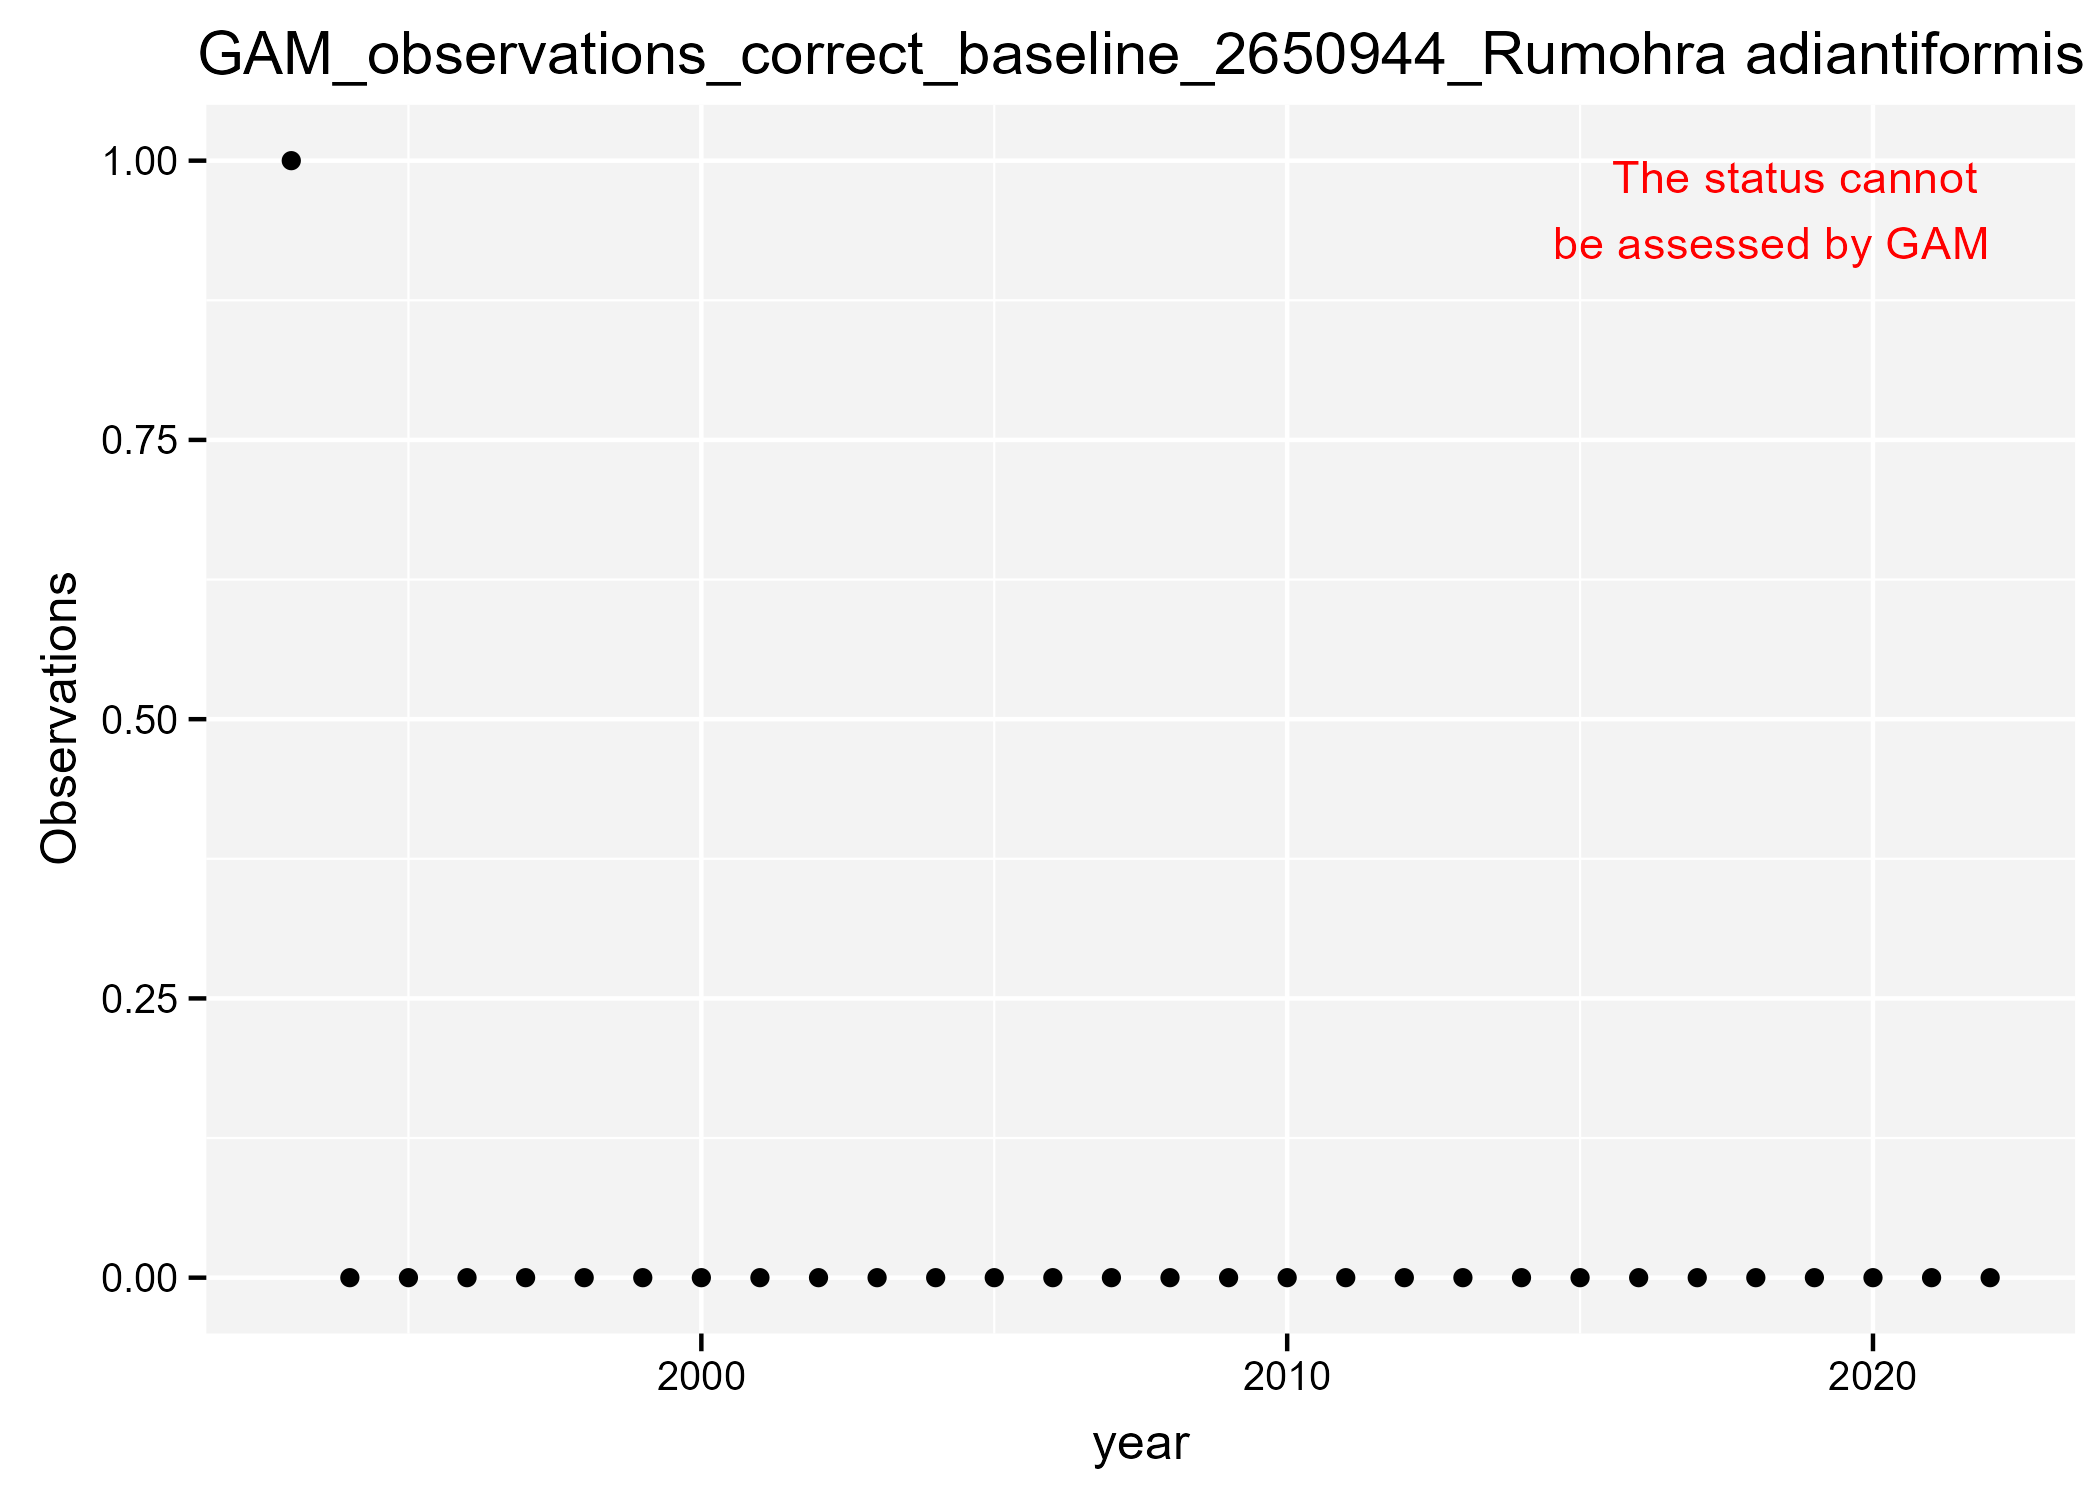 GAM_observations_correct_baseline_2650944_Rumohra adiantiformis
The status cannot
be assessed by GAM
1.00
0.75
0.50
0.25
0.00
Observations
2000
2010
2020
year